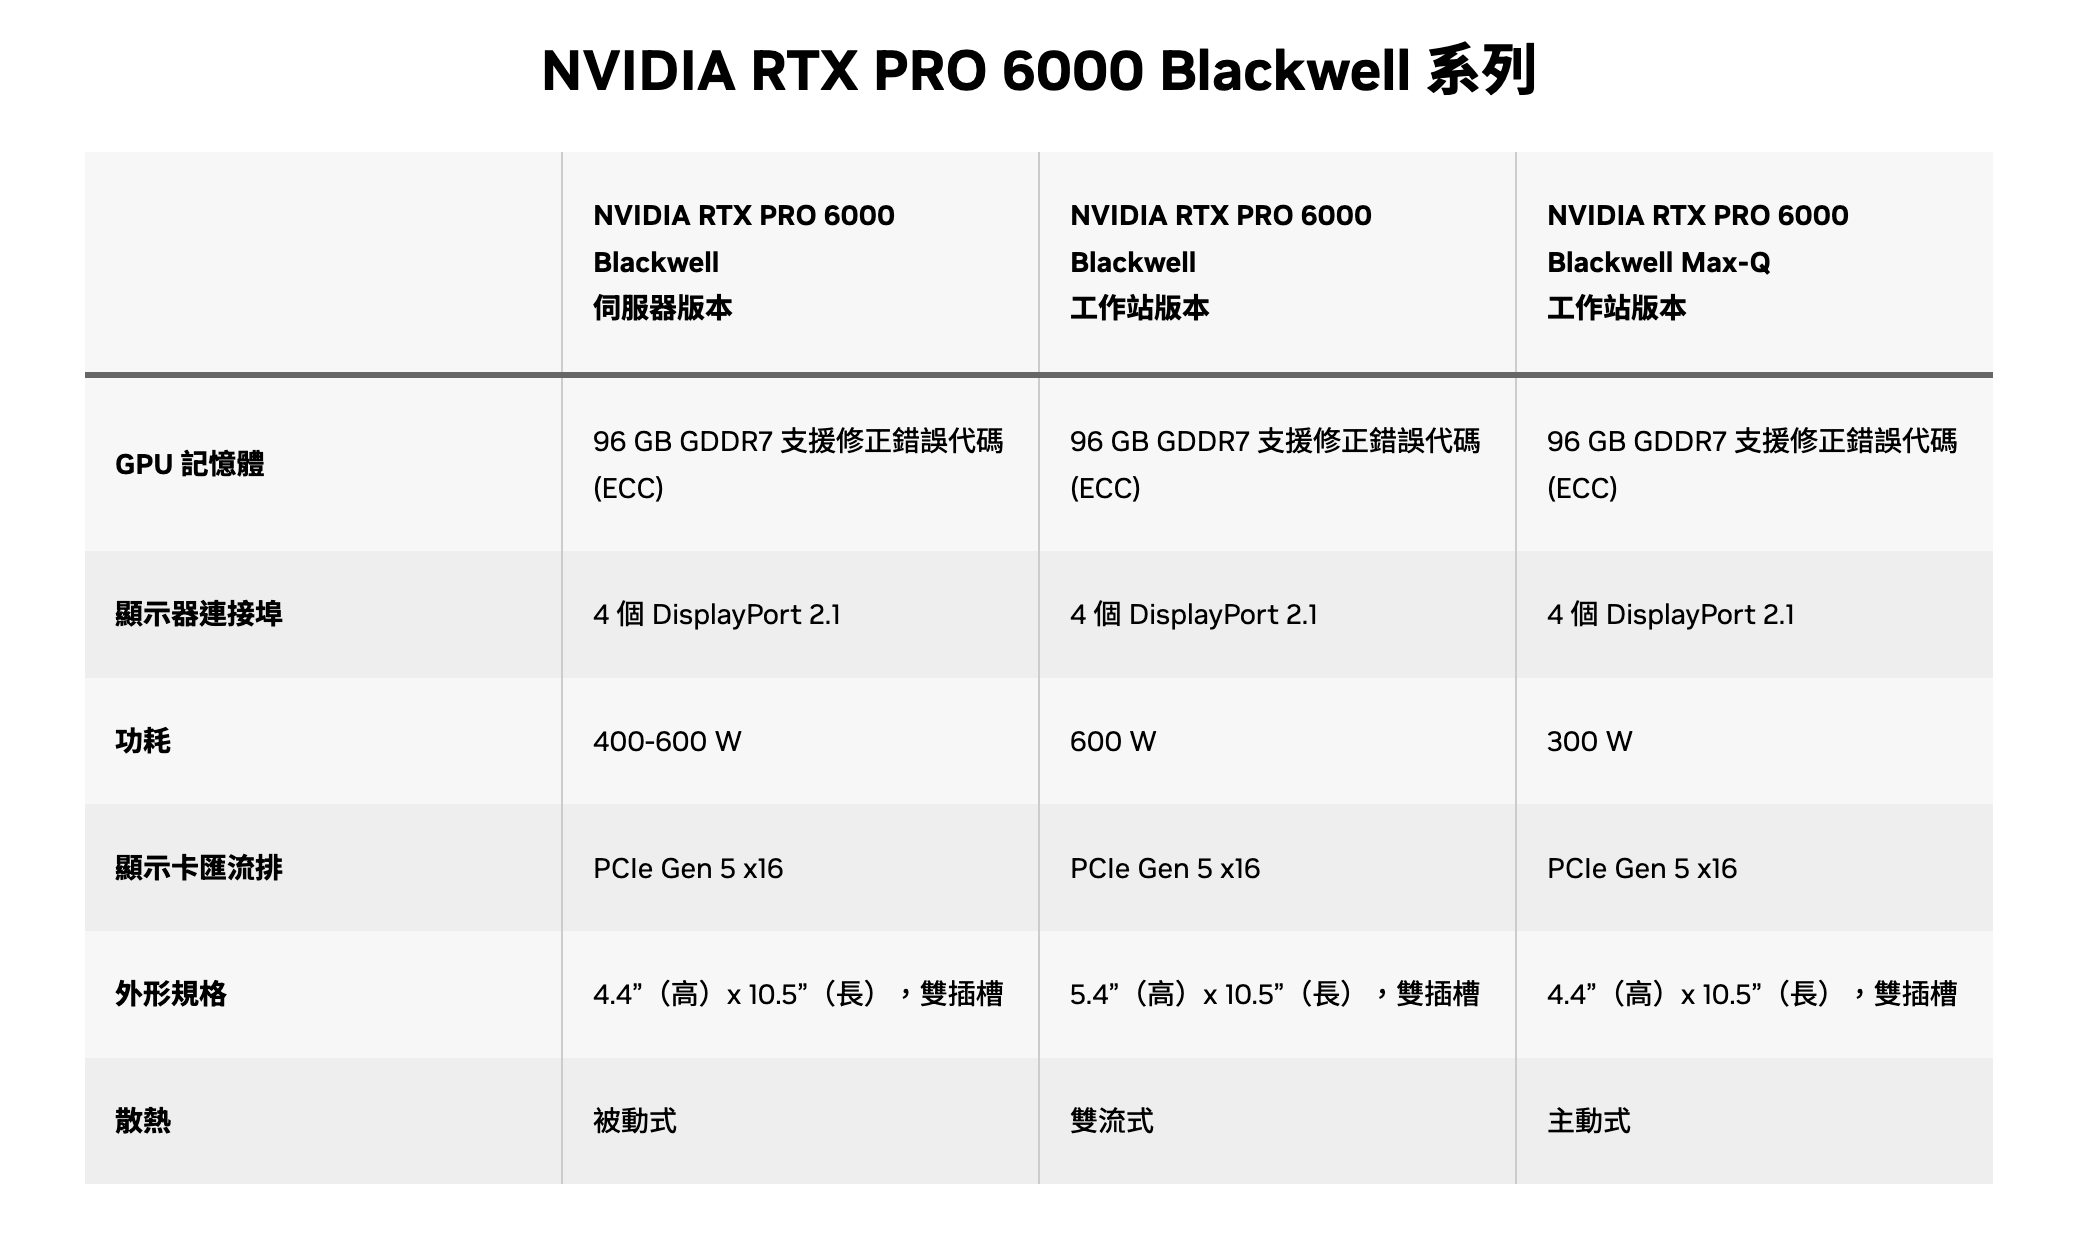 NVIDIA RTX PRO 6000 Blackwell 系列
NVIDIA RTX PRO 6000
Blackwell
伺服器版本
NVIDIA RTX PRO 6000
Blackwell
工作站版本
NVIDIA RTX PRO 6000
Blackwell Max-Q
工作站版本
GPU 記憶體
96 GB GDDR7 支援修正錯誤代碼
(ECC)
96 GB GDDR7 支援修正錯誤代碼
(ECC)
96 GB GDDR7 支援修正錯誤代碼
(ECC)
顯示器連接埠
4 個 DisplayPort 2.1
4 個 DisplayPort 2.1
4 個 DisplayPort 2.1
功耗
400-600 W
600 W
300 W
顯示卡匯流排
PCIe Gen 5 x16
PCIe Gen 5 x16
PCIe Gen 5 x16
外形規格
4.4”（高）x 10.5”（長），雙插槽
5.4”（高）x 10.5”（長），雙插槽
4.4”（高）x 10.5”（長），雙插槽
散熱
被動式
雙流式
主動式